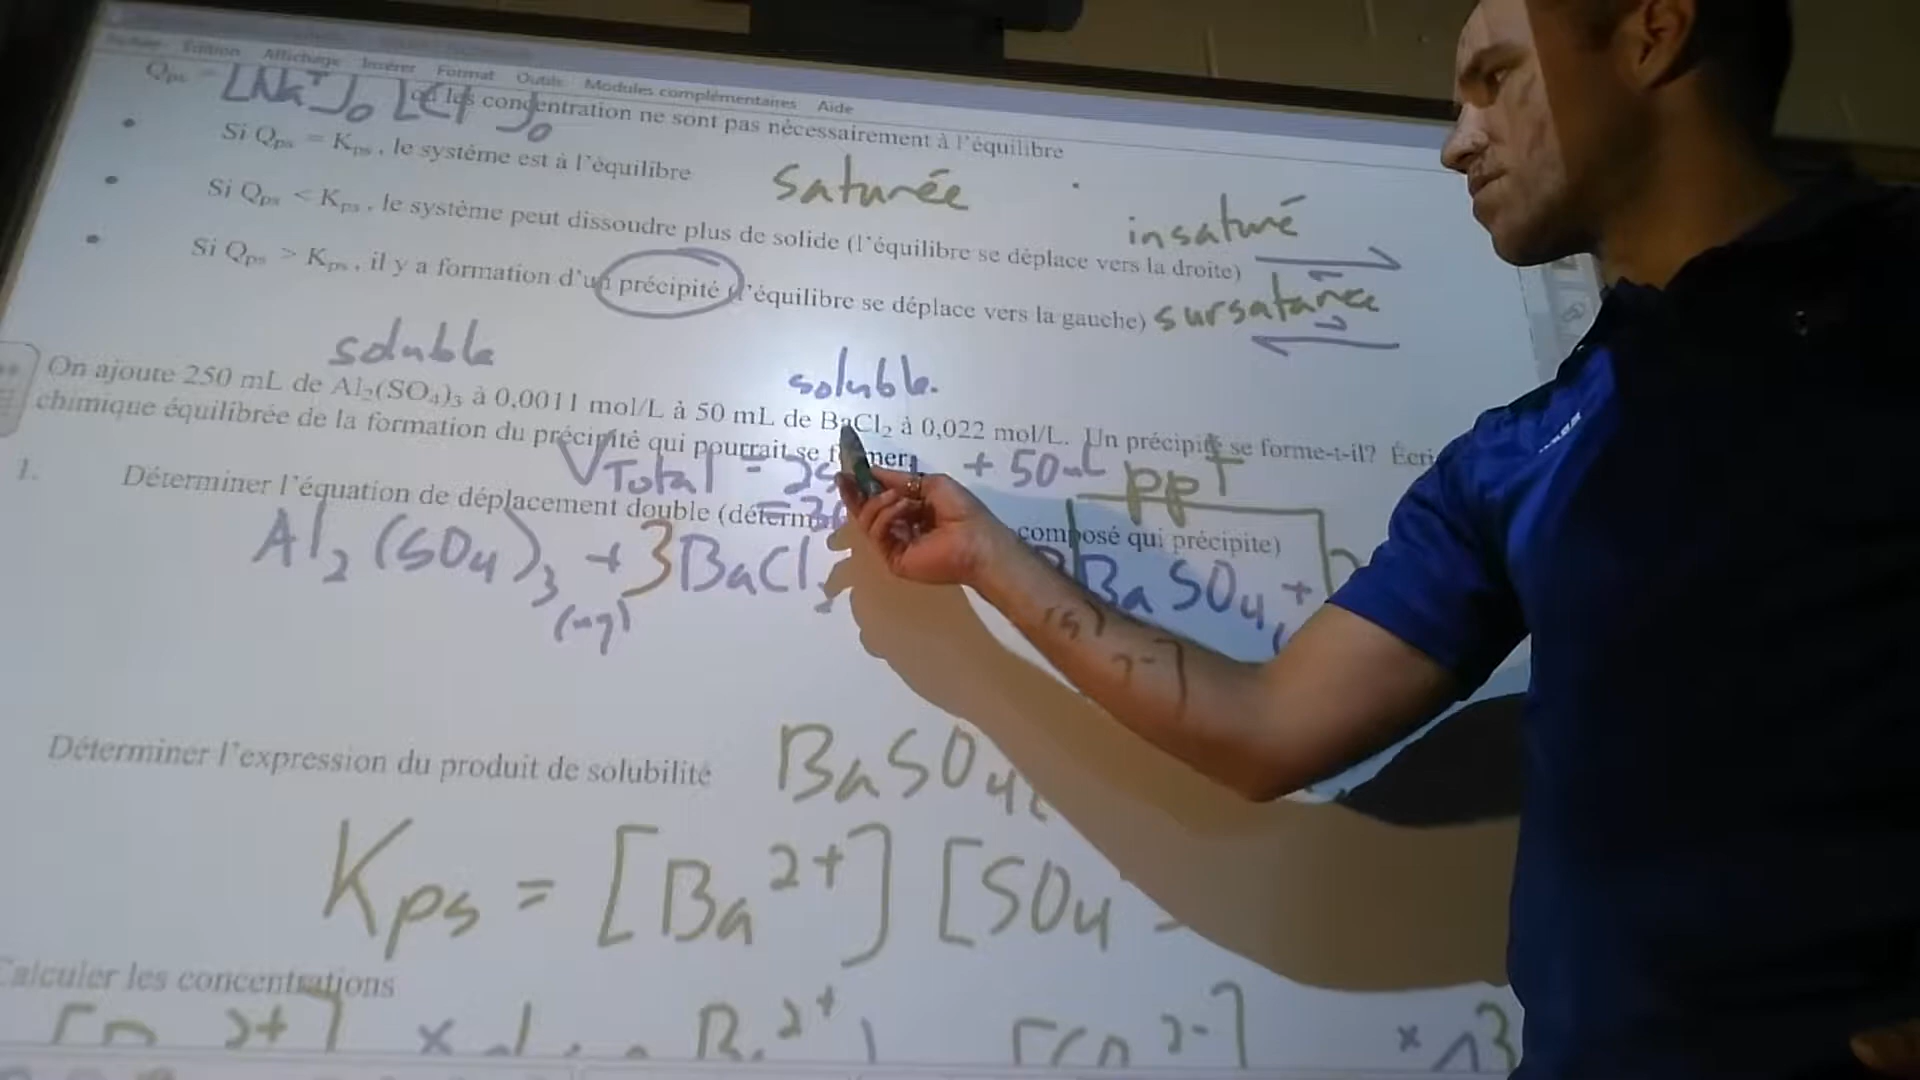 Fichier Édition Affichage Insérer Format Outils Modules complémentaires Aide
Qps = [Na+]o [Cl-]o où les concentration ne sont pas nécessairement à l'équilibre
Si Qps = Kps, le système est à l'équilibre
saturée
Si Qps < Kps, le système peut dissoudre plus de solide (l'équilibre se déplace vers la droite)
insaturé
Si Qps > Kps, il y a formation d'un précipité (l'équilibre se déplace vers la gauche)
soluble
soluble.
On ajoute 250 mL de Al2(SO4)3 à 0,0011 mol/L à 50 mL de BaCl2 à 0,022 mol/L. Un précipité se forme-t-il?
chimique équilibrée de la formation du précipité qui pourrait se former.
VTotal = + 50mL
ppT
1. Déterminer l'équation de déplacement double composé qui précipite)
Al2(SO4)3 + 3BaCl2 BaSO4 +
Déterminer l'expression du produit de solubilité
BaSO4
Kps = [Ba2+] [SO4
Calculer les concentrations